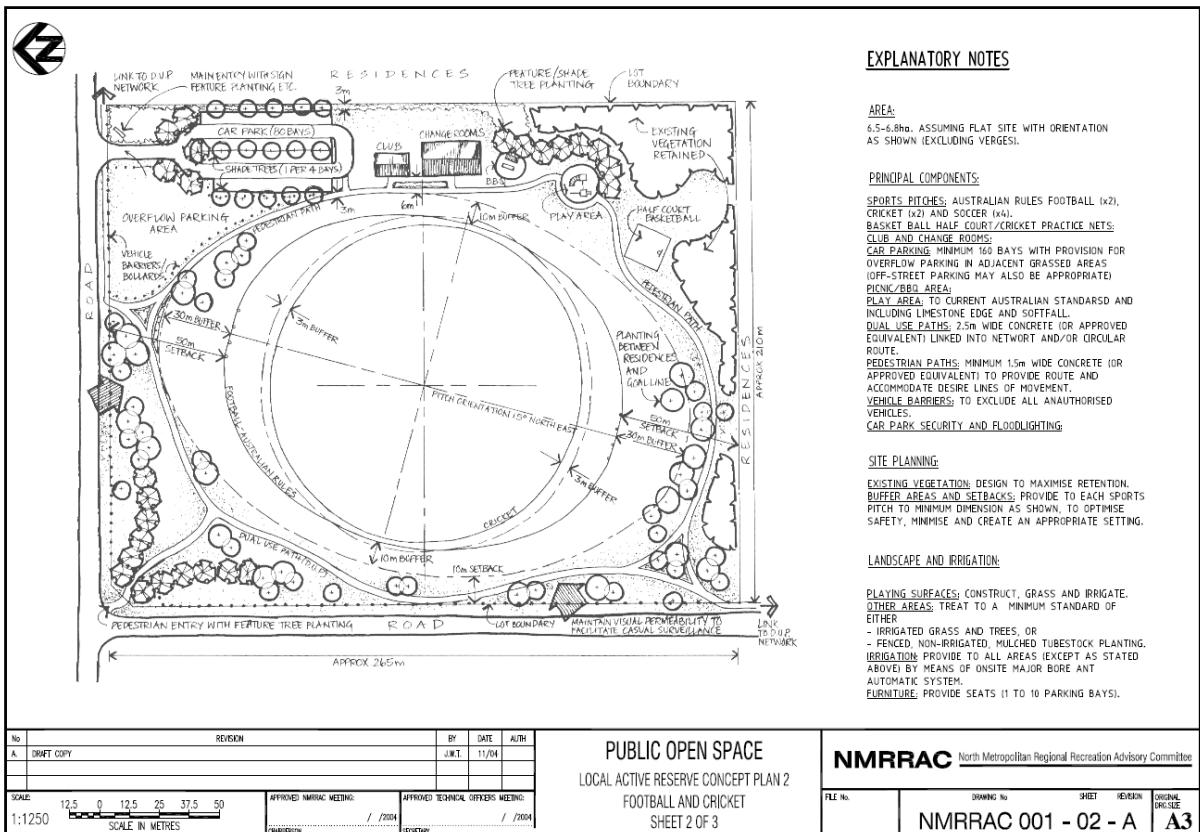 N
LINK TO D.U.P
NETWORK
MAIN ENTRY WITH SIGN
FEATURE PLANTING ETC.
RESIDENCES
3m
FEATURE/SHADE
TREE PLANTING
LOT
BOUNDARY
CAR PARK (80 BAYS)
SHADE TREES (1 PER 4 BAYS)
CLUB
CHANGE ROOMS
BBQ
EXISTING
VEGETATION
RETAINED
OVERFLOW PARKING
AREA
PEDESTRIAN PATH
3m
6m
10m BUFFER
PLAY AREA
HALF COURT
BASKETBALL
VEHICLE
BARRIERS/
BOLLARDS
ROAD
30m BUFFER
50m
SETBACK
3m BUFFER
PEDESTRIAN PATH
PLANTING
BETWEEN
RESIDENCES
AND
GOAL LINE
RESIDENCES
APPROX 210m
PITCH ORIENTATION 15° NORTH EAST
50m
SETBACK
30m BUFFER
FOOTBALL-AUSTRALIAN RULES
3m BUFFER
CRICKET
DUAL USE PATH (D.U.P)
10m BUFFER
10m SETBACK
PEDESTRIAN ENTRY WITH FEATURE TREE PLANTING
ROAD
LOT BOUNDARY
MAINTAIN VISUAL PERMEABILITY TO
FACILITATE CASUAL SURVEILLANCE
LINK
TO D.U.P
NETWORK
APPROX 265m
EXPLANATORY NOTES
AREA:
6.5-6.8ha. ASSUMING FLAT SITE WITH ORIENTATION
AS SHOWN (EXCLUDING VERGES).
PRINCIPAL COMPONENTS:
SPORTS PITCHES: AUSTRALIAN RULES FOOTBALL (x2),
CRICKET (x2) AND SOCCER (x4).
BASKET BALL HALF COURT/CRICKET PRACTICE NETS:
CLUB AND CHANGE ROOMS:
CAR PARKING: MINIMUM 160 BAYS WITH PROVISION FOR
OVERFLOW PARKING IN ADJACENT GRASSED AREAS
(OFF-STREET PARKING MAY ALSO BE APPROPRIATE)
PICNIC/BBQ AREA:
PLAY AREA: TO CURRENT AUSTRALIAN STANDARSD AND
INCLUDING LIMESTONE EDGE AND SOFTFALL.
DUAL USE PATHS: 2.5m WIDE CONCRETE (OR APPROVED
EQUIVALENT) LINKED INTO NETWORT AND/OR CIRCULAR
ROUTE.
PEDESTRIAN PATHS: MINIMUM 1.5m WIDE CONCRETE (OR
APPROVED EQUIVALENT) TO PROVIDE ROUTE AND
ACCOMMODATE DESIRE LINES OF MOVEMENT.
VEHICLE BARRIERS: TO EXCLUDE ALL ANAUTHORISED
VEHICLES.
CAR PARK SECURITY AND FLOODLIGHTING:
SITE PLANNING:
EXISTING VEGETATION: DESIGN TO MAXIMISE RETENTION.
BUFFER AREAS AND SETBACKS: PROVIDE TO EACH SPORTS
PITCH TO MINIMUM DIMENSION AS SHOWN, TO OPTIMISE
SAFETY, MINIMISE AND CREATE AN APPROPRIATE SETTING.
LANDSCAPE AND IRRIGATION:
PLAYING SURFACES: CONSTRUCT, GRASS AND IRRIGATE.
OTHER AREAS: TREAT TO A MINIMUM STANDARD OF
EITHER
- IRRIGATED GRASS AND TREES, OR
- FENCED, NON-IRRIGATED, MULCHED TUBESTOCK PLANTING.
IRRIGATION: PROVIDE TO ALL AREAS (EXCEPT AS STATED
ABOVE) BY MEANS OF ONSITE MAJOR BORE ANT
AUTOMATIC SYSTEM.
FURNITURE: PROVIDE SEATS (1 TO 10 PARKING BAYS).
No REVISION BY DATE AUTH
A. DRAFT COPY J.W.T. 11/04
SCALE:
1:1250
12.5 0 12.5 25 37.5 50
SCALE IN METRES
APPROVED NMRRAC MEETING:
/ /2004
CHAIRPERSON
APPROVED TECHNICAL OFFICERS MEETING:
/ /2004
SECRETARY
PUBLIC OPEN SPACE
LOCAL ACTIVE RESERVE CONCEPT PLAN 2
FOOTBALL AND CRICKET
SHEET 2 OF 3
NMRRAC North Metropolitan Regional Recreation Advisory Committee
FILE No.
DRAWING No SHEET REVISION
NMRRAC 001 - 02 - A
ORIGINAL
DRG.SIZE
A3